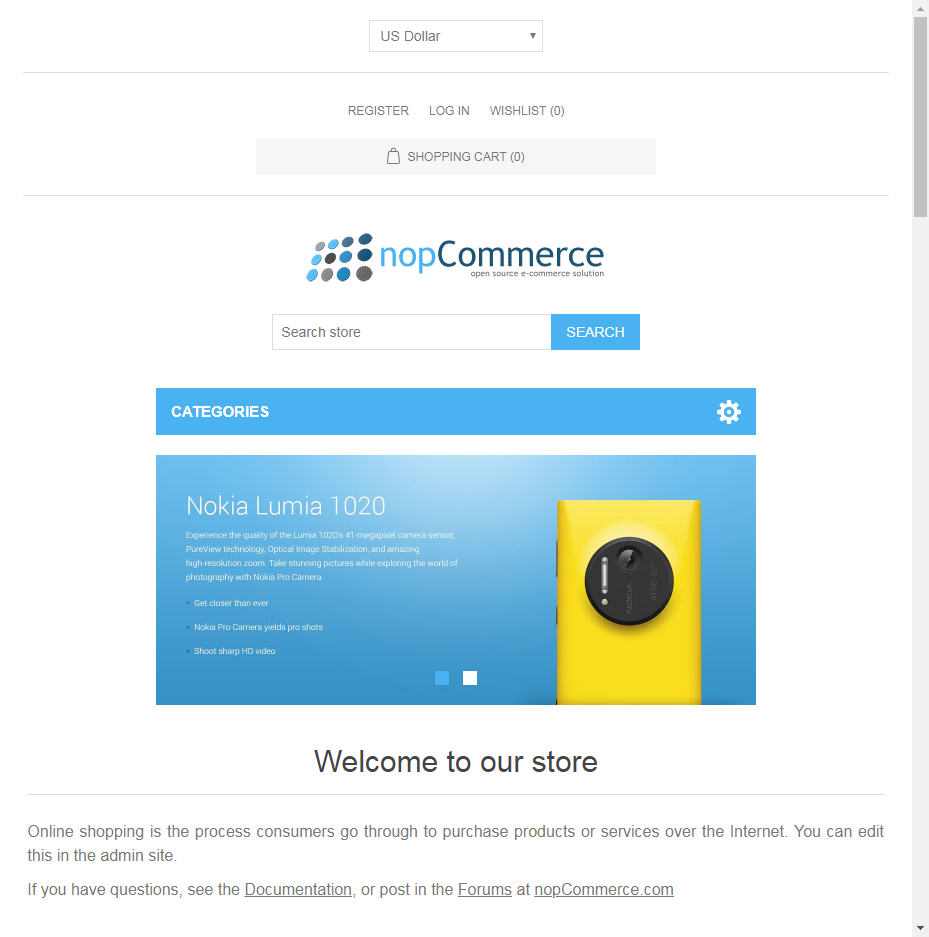 US Dollar
REGISTER LOG IN WISHLIST (0)
SHOPPING CART (0)
nopCommerce
open source e-commerce solution
Search store SEARCH
CATEGORIES
Nokia Lumia 1020
Experience the quality of the Lumia 1020's 41-megapixel camera sensor,
PureView technology, Optical Image Stabilization, and amazing
high-resolution zoom. Take stunning pictures while exploring the world of
photography with Nokia Pro Camera.
Get closer than ever
Nokia Pro Camera yields pro shots
Shoot sharp HD video
NOKIA
Welcome to our store
Online shopping is the process consumers go through to purchase products or services over the Internet. You can edit
this in the admin site.
If you have questions, see the Documentation, or post in the Forums at nopCommerce.com